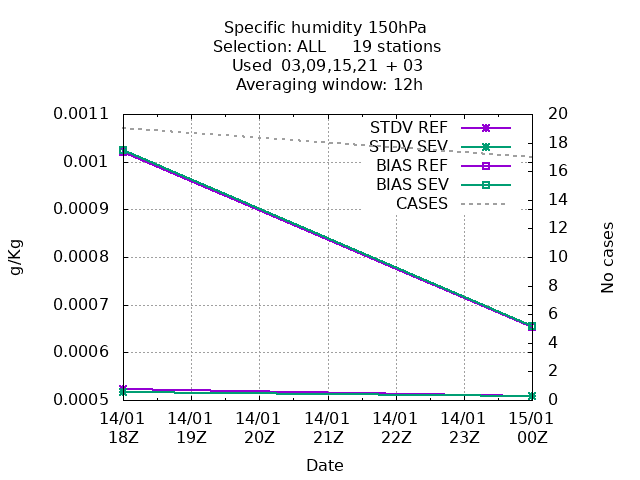 Specific humidity 150hPa
Selection: ALL 19 stations
Used 03,09,15,21 + 03
Averaging window: 12h
0.0011
0.001
0.0009
0.0008
0.0007
0.0006
0.0005
g/Kg
STDV REF
STDV SEV
BIAS REF
BIAS SEV
CASES
20
18
16
14
12
10
8
6
4
2
0
No cases
14/01 14/01 14/01 14/01 14/01 14/01 15/01
18Z 19Z 20Z 21Z 22Z 23Z 00Z
Date